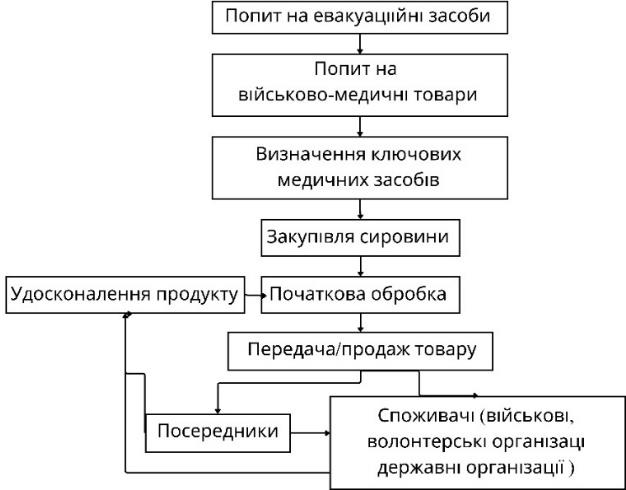 Попит на евакуаційні засоби
Попит на
військово-медичні товари
Визначення ключових
медичних засобів
Закупівля сировини
Удосконалення продукту
Початкова обробка
Передача/продаж товару
Посередники
Споживачі (військові,
волонтерські організаці
державні організації )